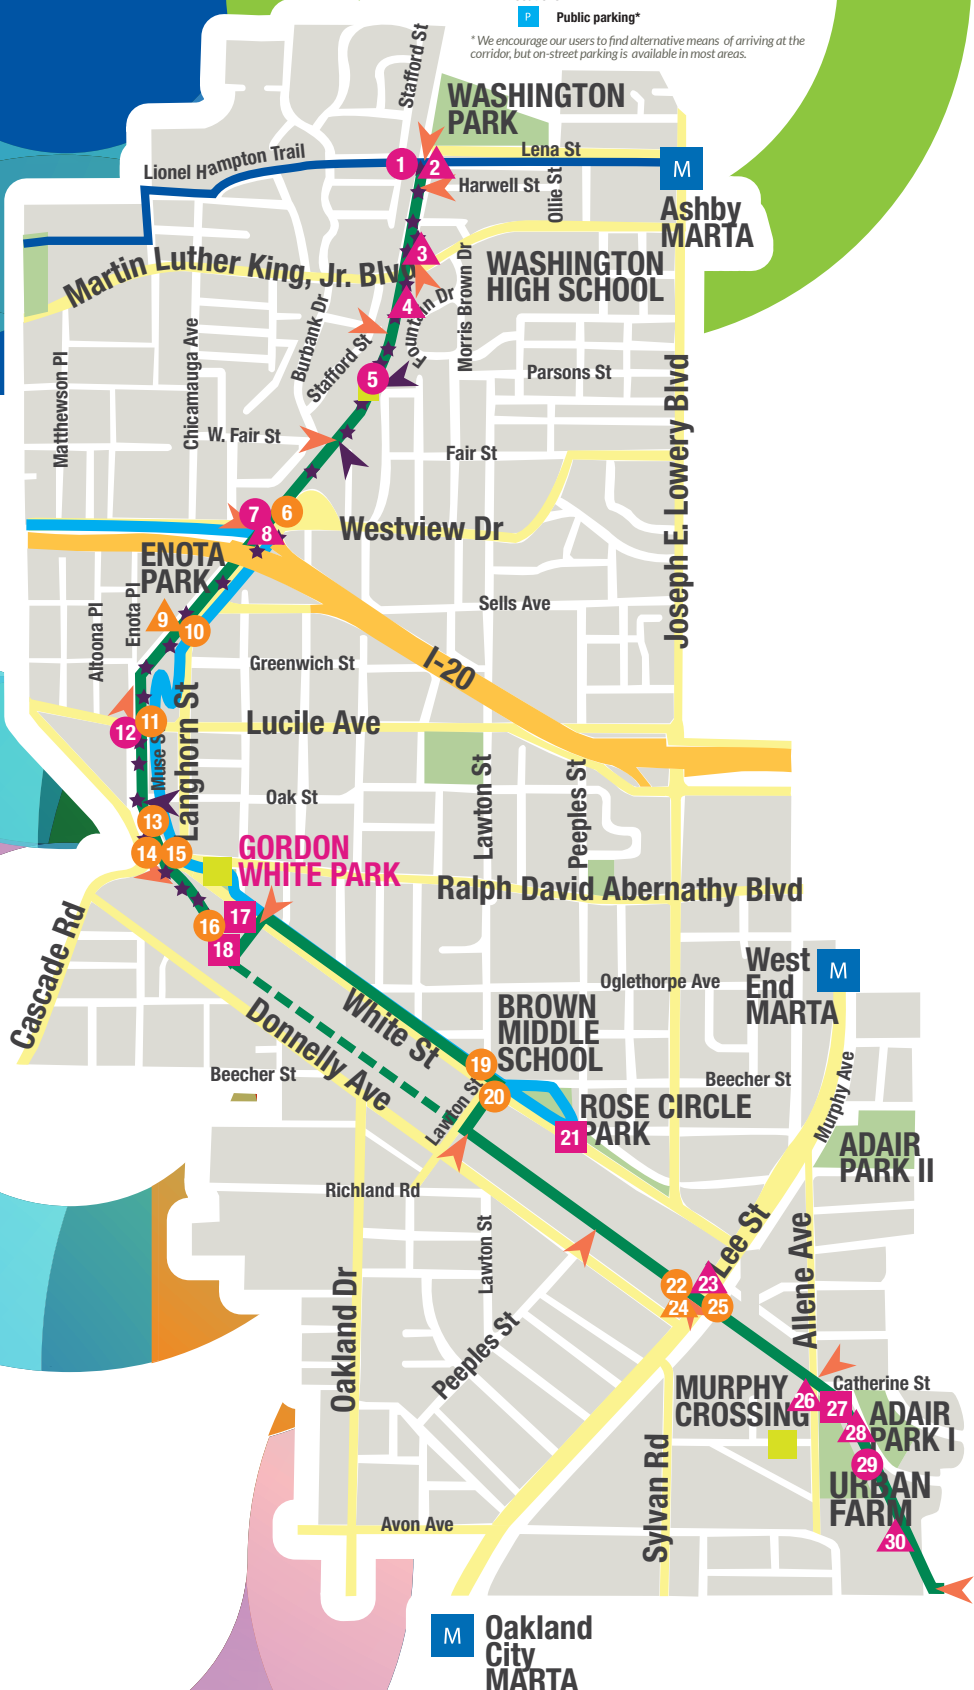 P Public parking*
* We encourage our users to find alternative means of arriving at the
corridor, but on-street parking is available in most areas.
Stafford St
WASHINGTON
PARK
Lena St
Lionel Hampton Trail
1
2
M
Harwell St
Ollie St
Ashby
MARTA
3
Martin Luther King, Jr. Blvd
WASHINGTON
HIGH SCHOOL
Morris Brown Dr
4
Fountain Dr
Burbank Dr
Stafford St
Chicamauga Ave
Matthewson Pl
Parsons St
5
Joseph E. Lowery Blvd
W. Fair St
Fair St
7
6
8
Westview Dr
ENOTA
PARK
Enota Pl
Altoona Pl
9
10
Sells Ave
Greenwich St
I-20
Langhorn St
11
12
Lucile Ave
Muse S
Lawton St
Peeples St
Oak St
13
14
15
GORDON
WHITE PARK
Ralph David Abernathy Blvd
16
17
18
Cascade Rd
West
End
MARTA
M
Oglethorpe Ave
White St
Donnelly Ave
BROWN
MIDDLE
SCHOOL
19
20
Beecher St
Beecher St
Murphy Ave
Lawton St
ROSE CIRCLE
PARK
21
ADAIR
PARK II
Richland Rd
Lawton St
Lee St
Allene Ave
22
23
24
25
Oakland Dr
Peeples St
MURPHY
CROSSING
Catherine St
26
27
28
ADAIR
PARK I
29
URBAN
FARM
Sylvan Rd
Avon Ave
30
M
Oakland
City
MARTA